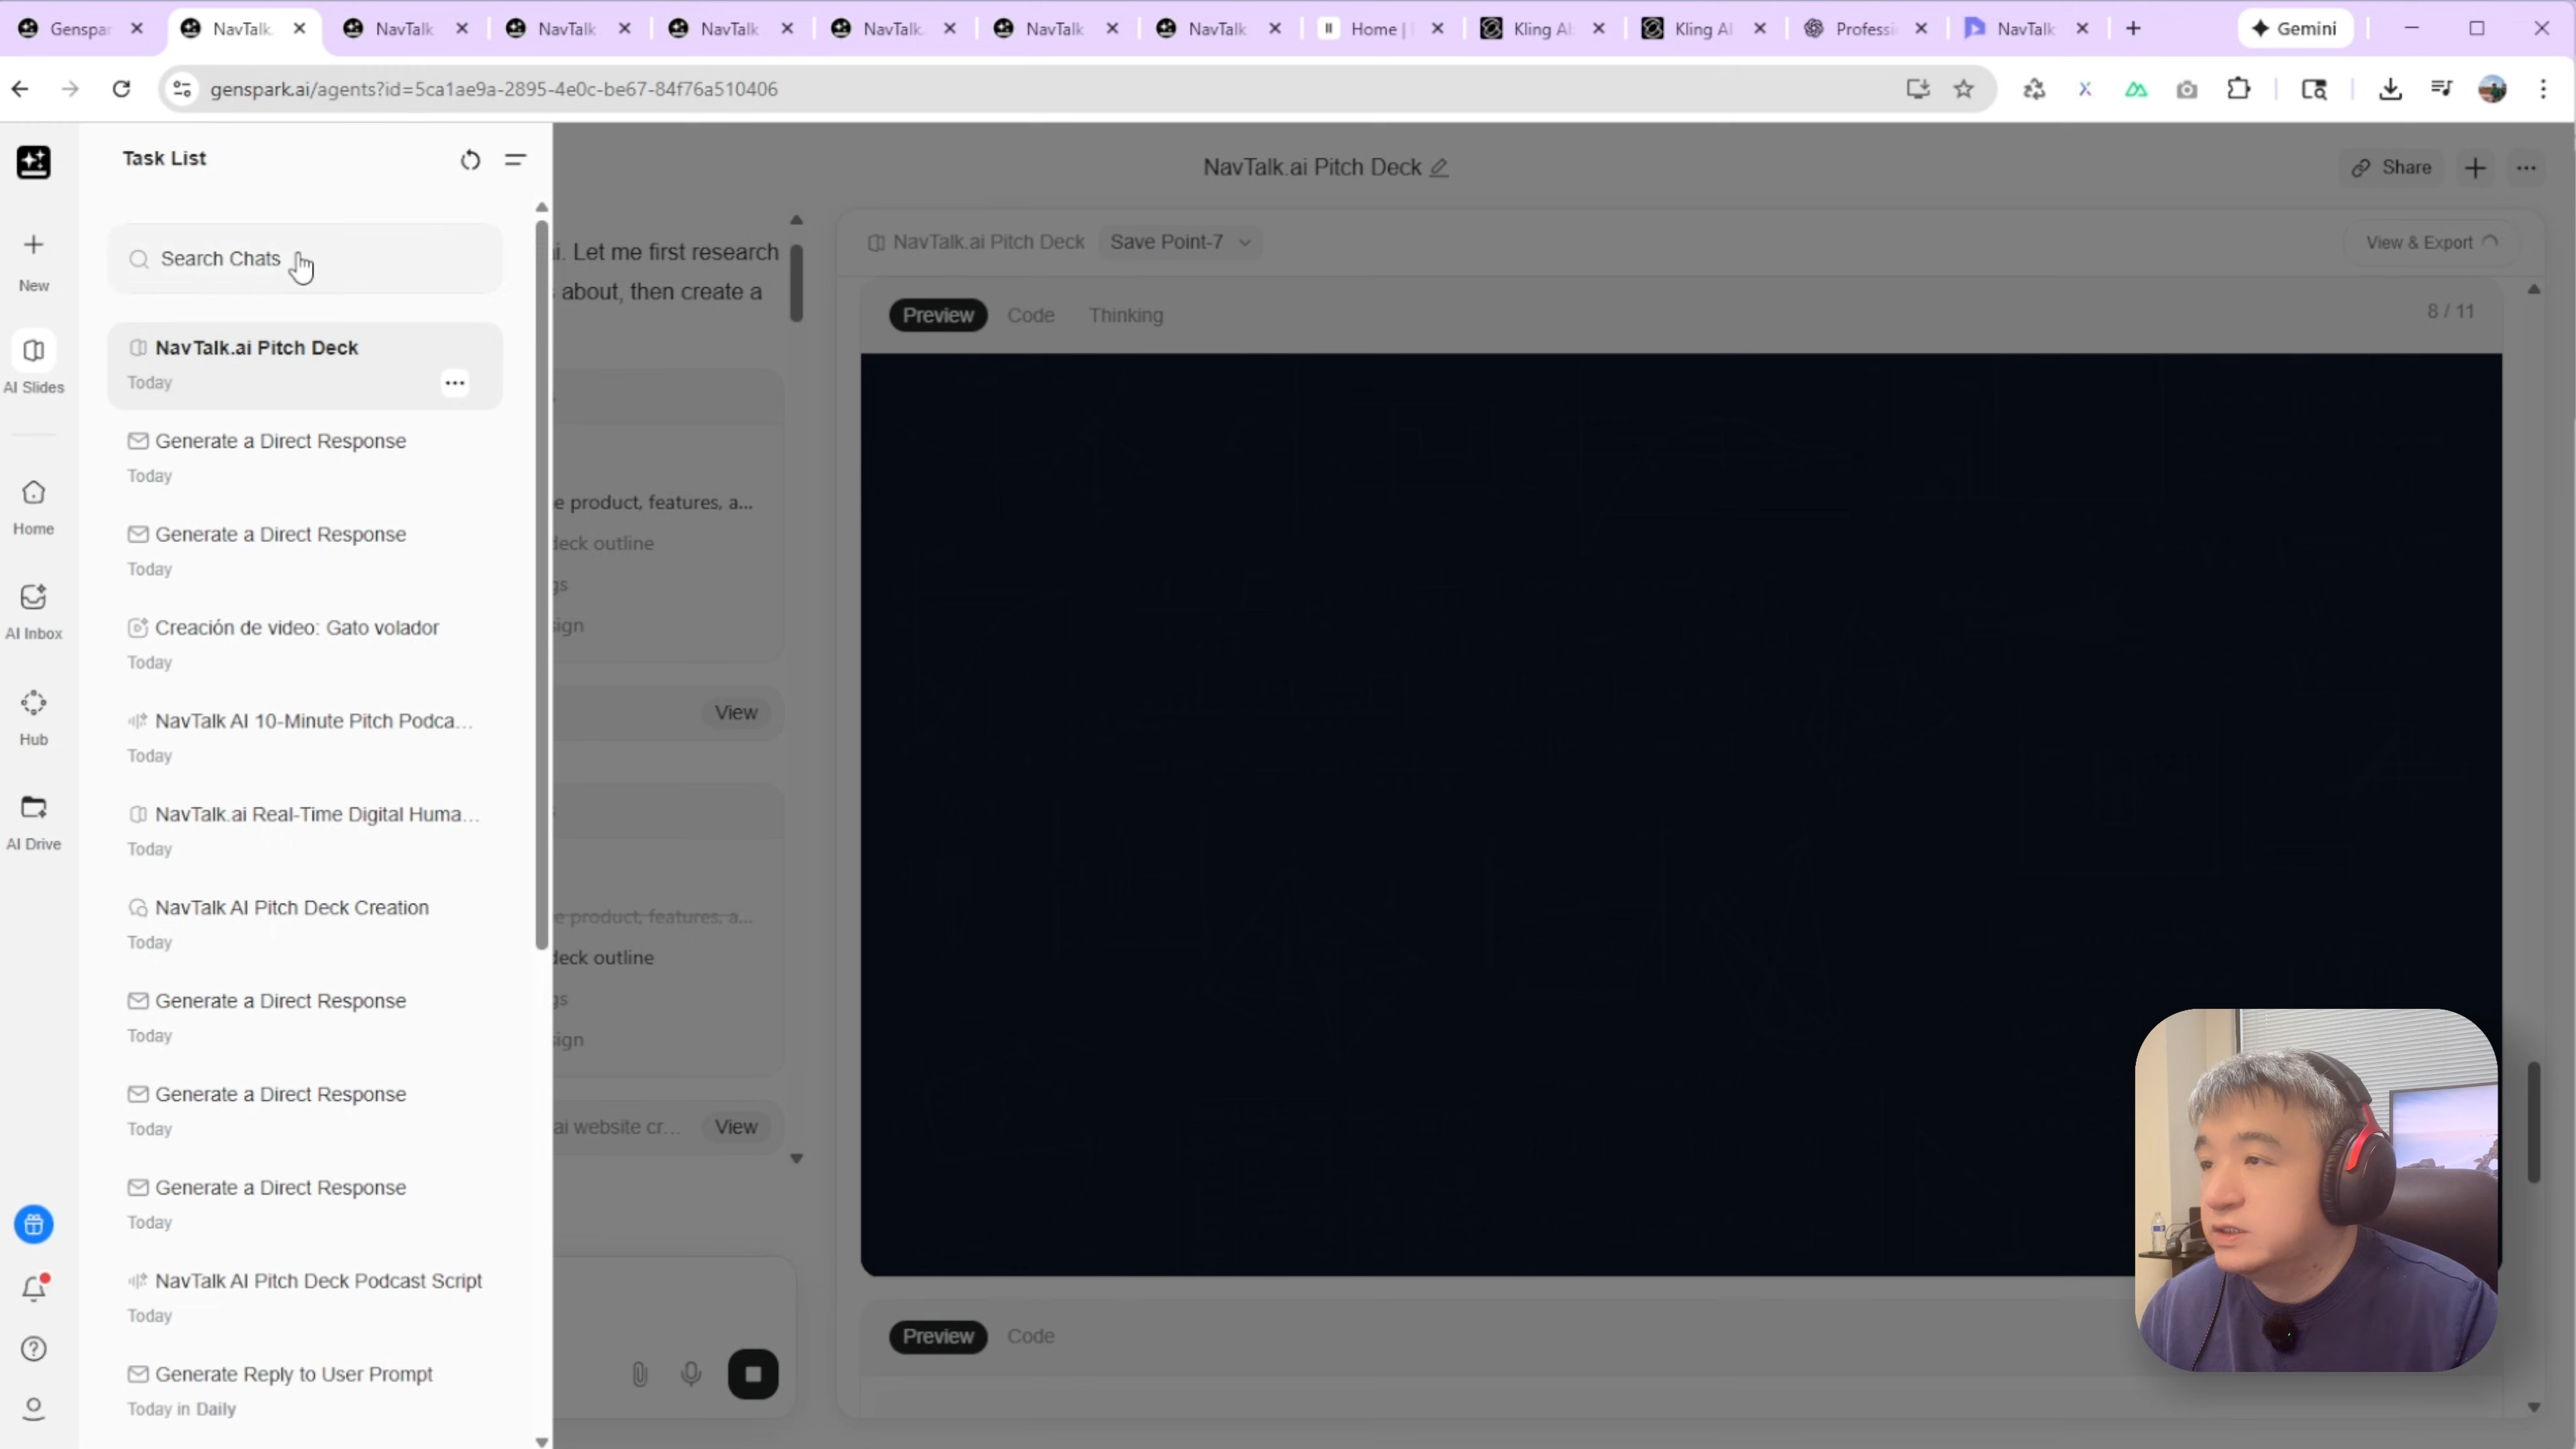 Genspar
NavTalk.
NavTalk
NavTalk
NavTalk
NavTalk.
NavTalk
NavTalk
Home |
Kling AI:
Kling AI
Professi
NavTalk
Gemini
genspark.ai/agents?id=5ca1ae9a-2895-4e0c-be67-84f76a510406
New
AI Slides
Home
AI Inbox
Hub
AI Drive
Task List
Search Chats
NavTalk.ai Pitch Deck
Today
Generate a Direct Response
Today
Generate a Direct Response
Today
Creación de video: Gato volador
Today
NavTalk AI 10-Minute Pitch Podca...
Today
NavTalk.ai Real-Time Digital Huma...
Today
NavTalk AI Pitch Deck Creation
Today
Generate a Direct Response
Today
Generate a Direct Response
Today
Generate a Direct Response
Today
NavTalk AI Pitch Deck Podcast Script
Today
Generate Reply to User Prompt
Today in Daily
. Let me first research
about, then create a
e product, features, a...
deck outline
gs
sign
View
e product, features, a...
deck outline
gs
sign
ai website cr...
View
NavTalk.ai Pitch Deck
Share
NavTalk.ai Pitch Deck
Save Point-7
View & Export
Preview
Code
Thinking
8 / 11
Preview
Code